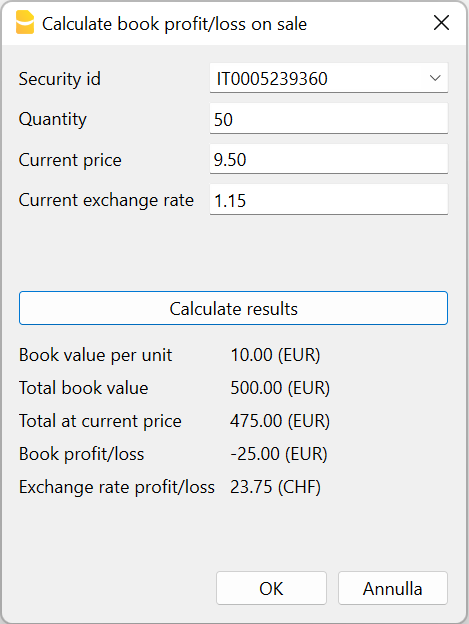 Calculate book profit/loss on sale
Security id IT0005239360
Quantity 50
Current price 9.50
Current exchange rate 1.15
Calculate results
Book value per unit 10.00 (EUR)
Total book value 500.00 (EUR)
Total at current price 475.00 (EUR)
Book profit/loss -25.00 (EUR)
Exchange rate profit/loss 23.75 (CHF)
OK Annulla